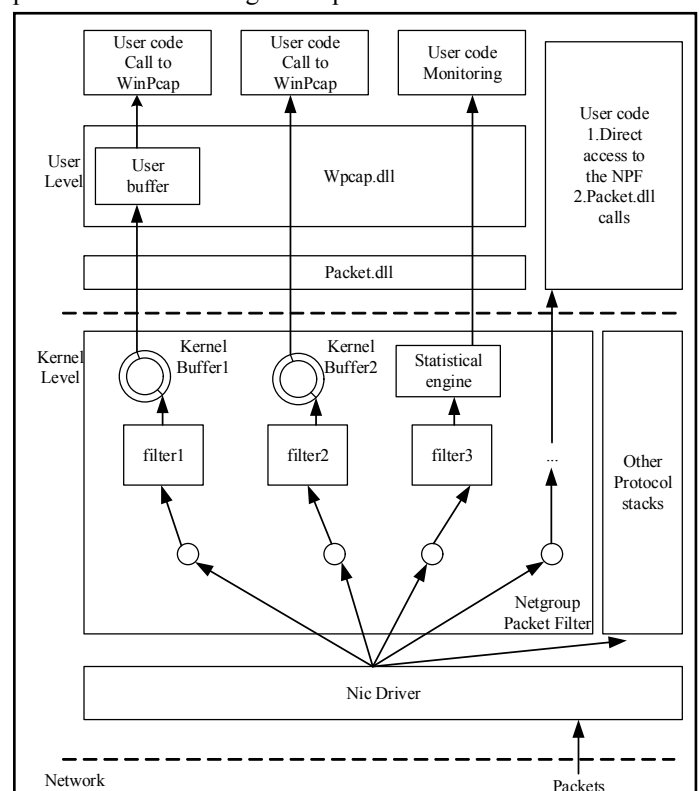 User code
Call to
WinPcap
User code
Call to
WinPcap
User code
Monitoring
User code
1.Direct
access to
the NPF
2.Packet.dll
calls
User
Level
User
buffer
Wpcap.dll
Packet.dll
Kernel
Level
Kernel
Buffer1
Kernel
Buffer2
Statistical
engine
filter1
filter2
filter3
...
Other
Protocol
stacks
Netgroup
Packet Filter
Nic Driver
Network
Packets